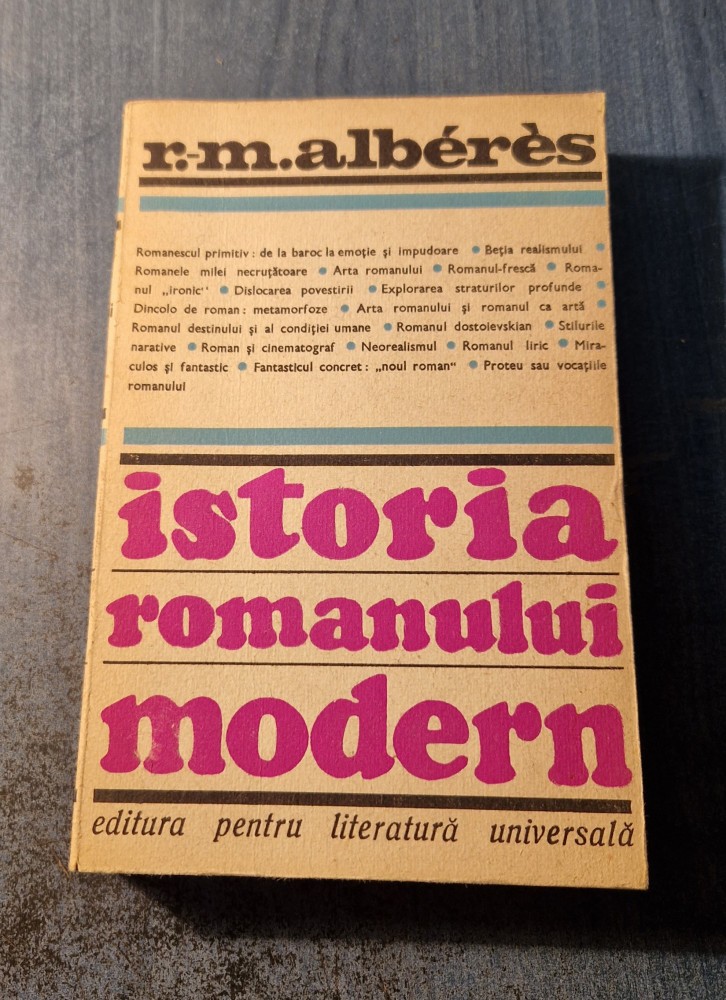 r.-m.albérès
Romanescul primitiv : de la baroc la emoție și impudoare • Beția realismului •
Romanele milei necruțătoare • Arta romanului • Romanul-frescă • Roma-
nul „ironic" • Dislocarea povestirii • Explorarea straturilor profunde •
Dincolo de roman : metamorfoze • Arta romanului și romanul ca artă •
Romanul destinului și al condiției umane • Romanul dostoievskian • Stilurile
narative • Roman și cinematograf • Neorealismul • Romanul liric • Mira-
culos și fantastic • Fantasticul concret : „noul roman" • Proteu sau vocațiile
romanului
istoria
romanului
modern
editura pentru literatură universală